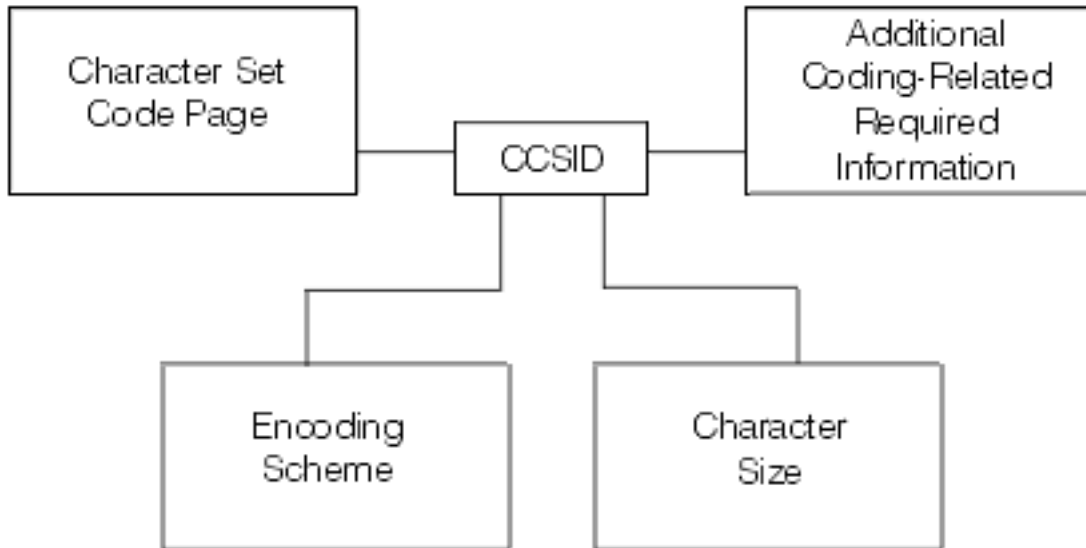 Character Set
Code Page
CCSID
Additional
Coding-Related
Required
Information
Encoding
Scheme
Character
Size